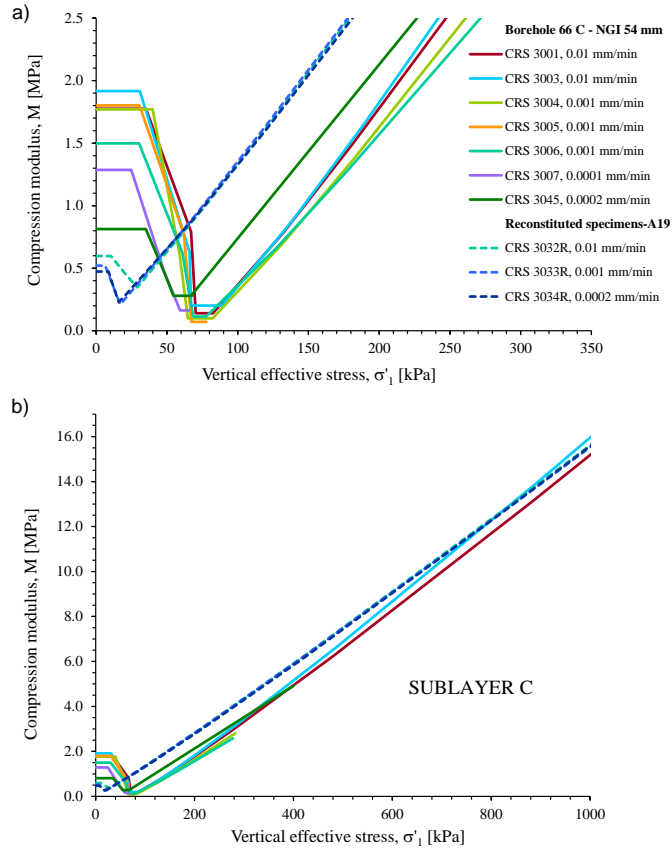 a)
2.5
2.0
1.5
1.0
0.5
0.0
Compression modulus, M [MPa]
0
50
100
150
200
250
300
350
Vertical effective stress, σ'1 [kPa]
Borehole 66 C - NGI 54 mm
CRS 3001, 0.01 mm/min
CRS 3003, 0.01 mm/min
CRS 3004, 0.001 mm/min
CRS 3005, 0.001 mm/min
CRS 3006, 0.001 mm/min
CRS 3007, 0.0001 mm/min
CRS 3045, 0.0002 mm/min
Reconstituted specimens-A19
CRS 3032R, 0.01 mm/min
CRS 3033R, 0.001 mm/min
CRS 3034R, 0.0002 mm/min
b)
16.0
14.0
12.0
10.0
8.0
6.0
4.0
2.0
0.0
Compression modulus, M [MPa]
SUBLAYER C
0
200
400
600
800
1000
Vertical effective stress, σ'1 [kPa]